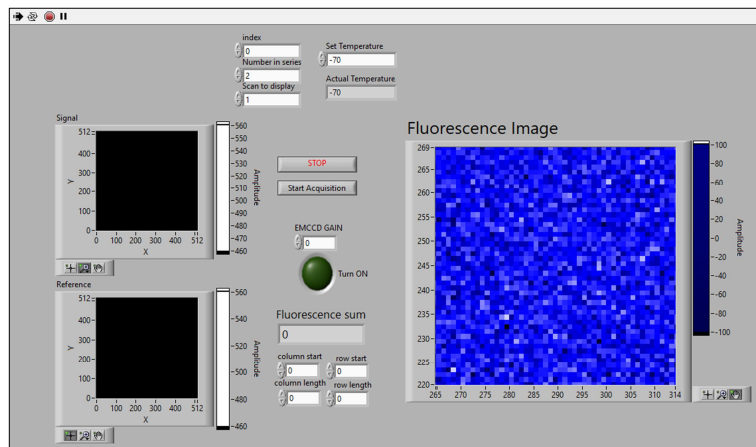 index
0
Number in series
2
Scan to display
1
Set Temperature
-70
Actual Temperature
-70
Signal
512
400
300
200
100
0
Y
0 100 200 300 400 512
X
560
550
540
530
520
510
500
490
480
470
460
Amplitude
STOP
Start Acquisition
EMCCD GAIN
0
Turn ON
Fluorescence sum
0
column start
0
row start
0
column length
0
row length
0
Reference
512
400
300
200
100
0
Y
0 100 200 300 400 512
X
560
540
520
500
480
460
Amplitude
Fluorescence Image
269
265
260
255
250
245
240
235
230
225
220
265 270 275 280 285 290 295 300 305 314
100
80
60
40
20
0
-20
-40
-60
-80
-100
Amplitude